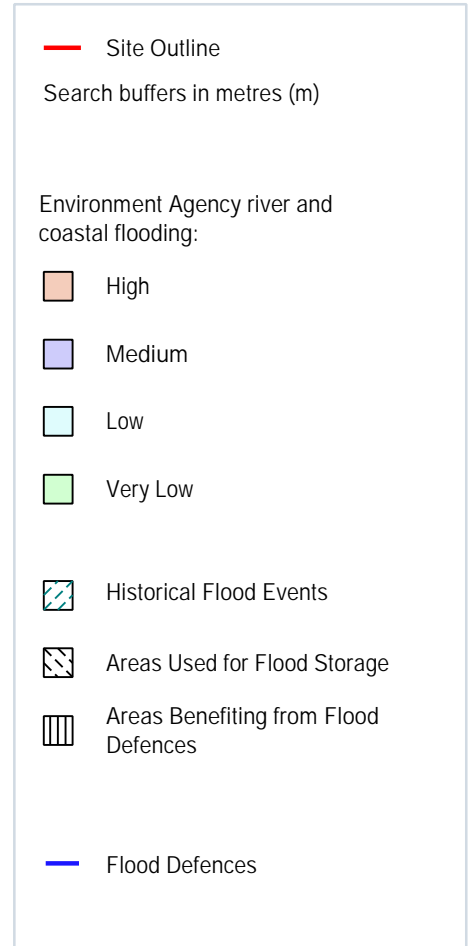 Site Outline
Search buffers in metres (m)
Environment Agency river and
coastal flooding:
High
Medium
Low
Very Low
Historical Flood Events
Areas Used for Flood Storage
Areas Benefiting from Flood
Defences
Flood Defences